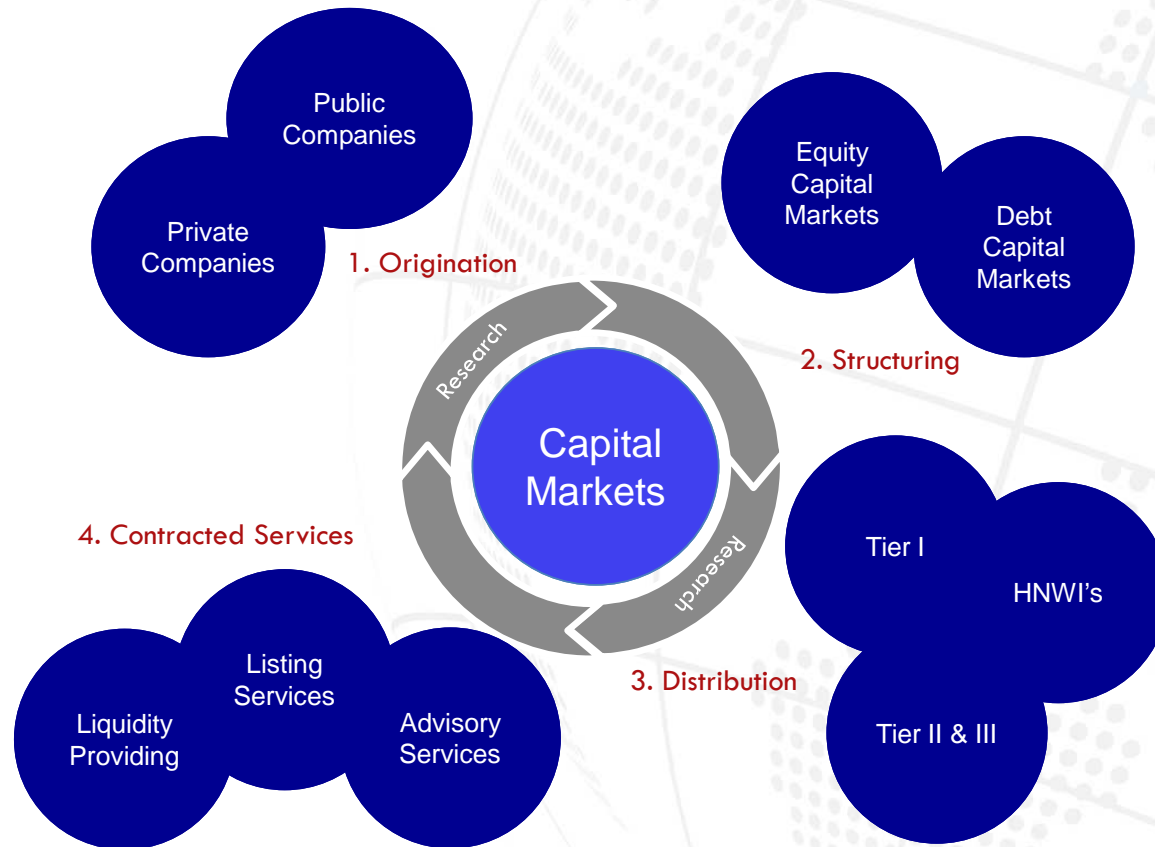 Public
Companies
Private
Companies
1. Origination
Equity
Capital
Markets
Debt
Capital
Markets
2. Structuring
Research
Capital
Markets
Research
Tier I
HNWI's
Tier II & III
3. Distribution
4. Contracted Services
Liquidity
Providing
Listing
Services
Advisory
Services